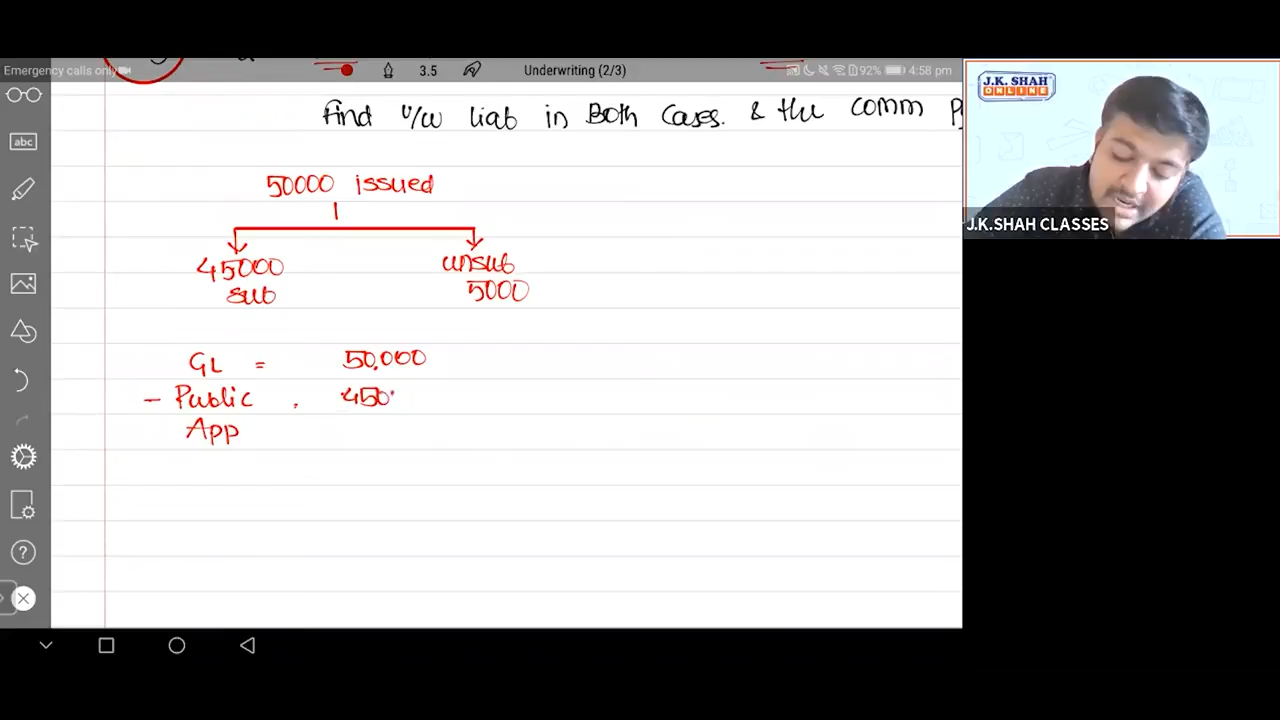 Emergency calls only
3.5
Underwriting (2/3)
92%
4:58 pm
abc
Find U/W liab in Both Cases. & the comm
50000 issued
45000
sub
unsub
5000
GL = 50,000
- Public . 450
App
?
J.K. SHAH
ONLINE
J.K.SHAH CLASSES